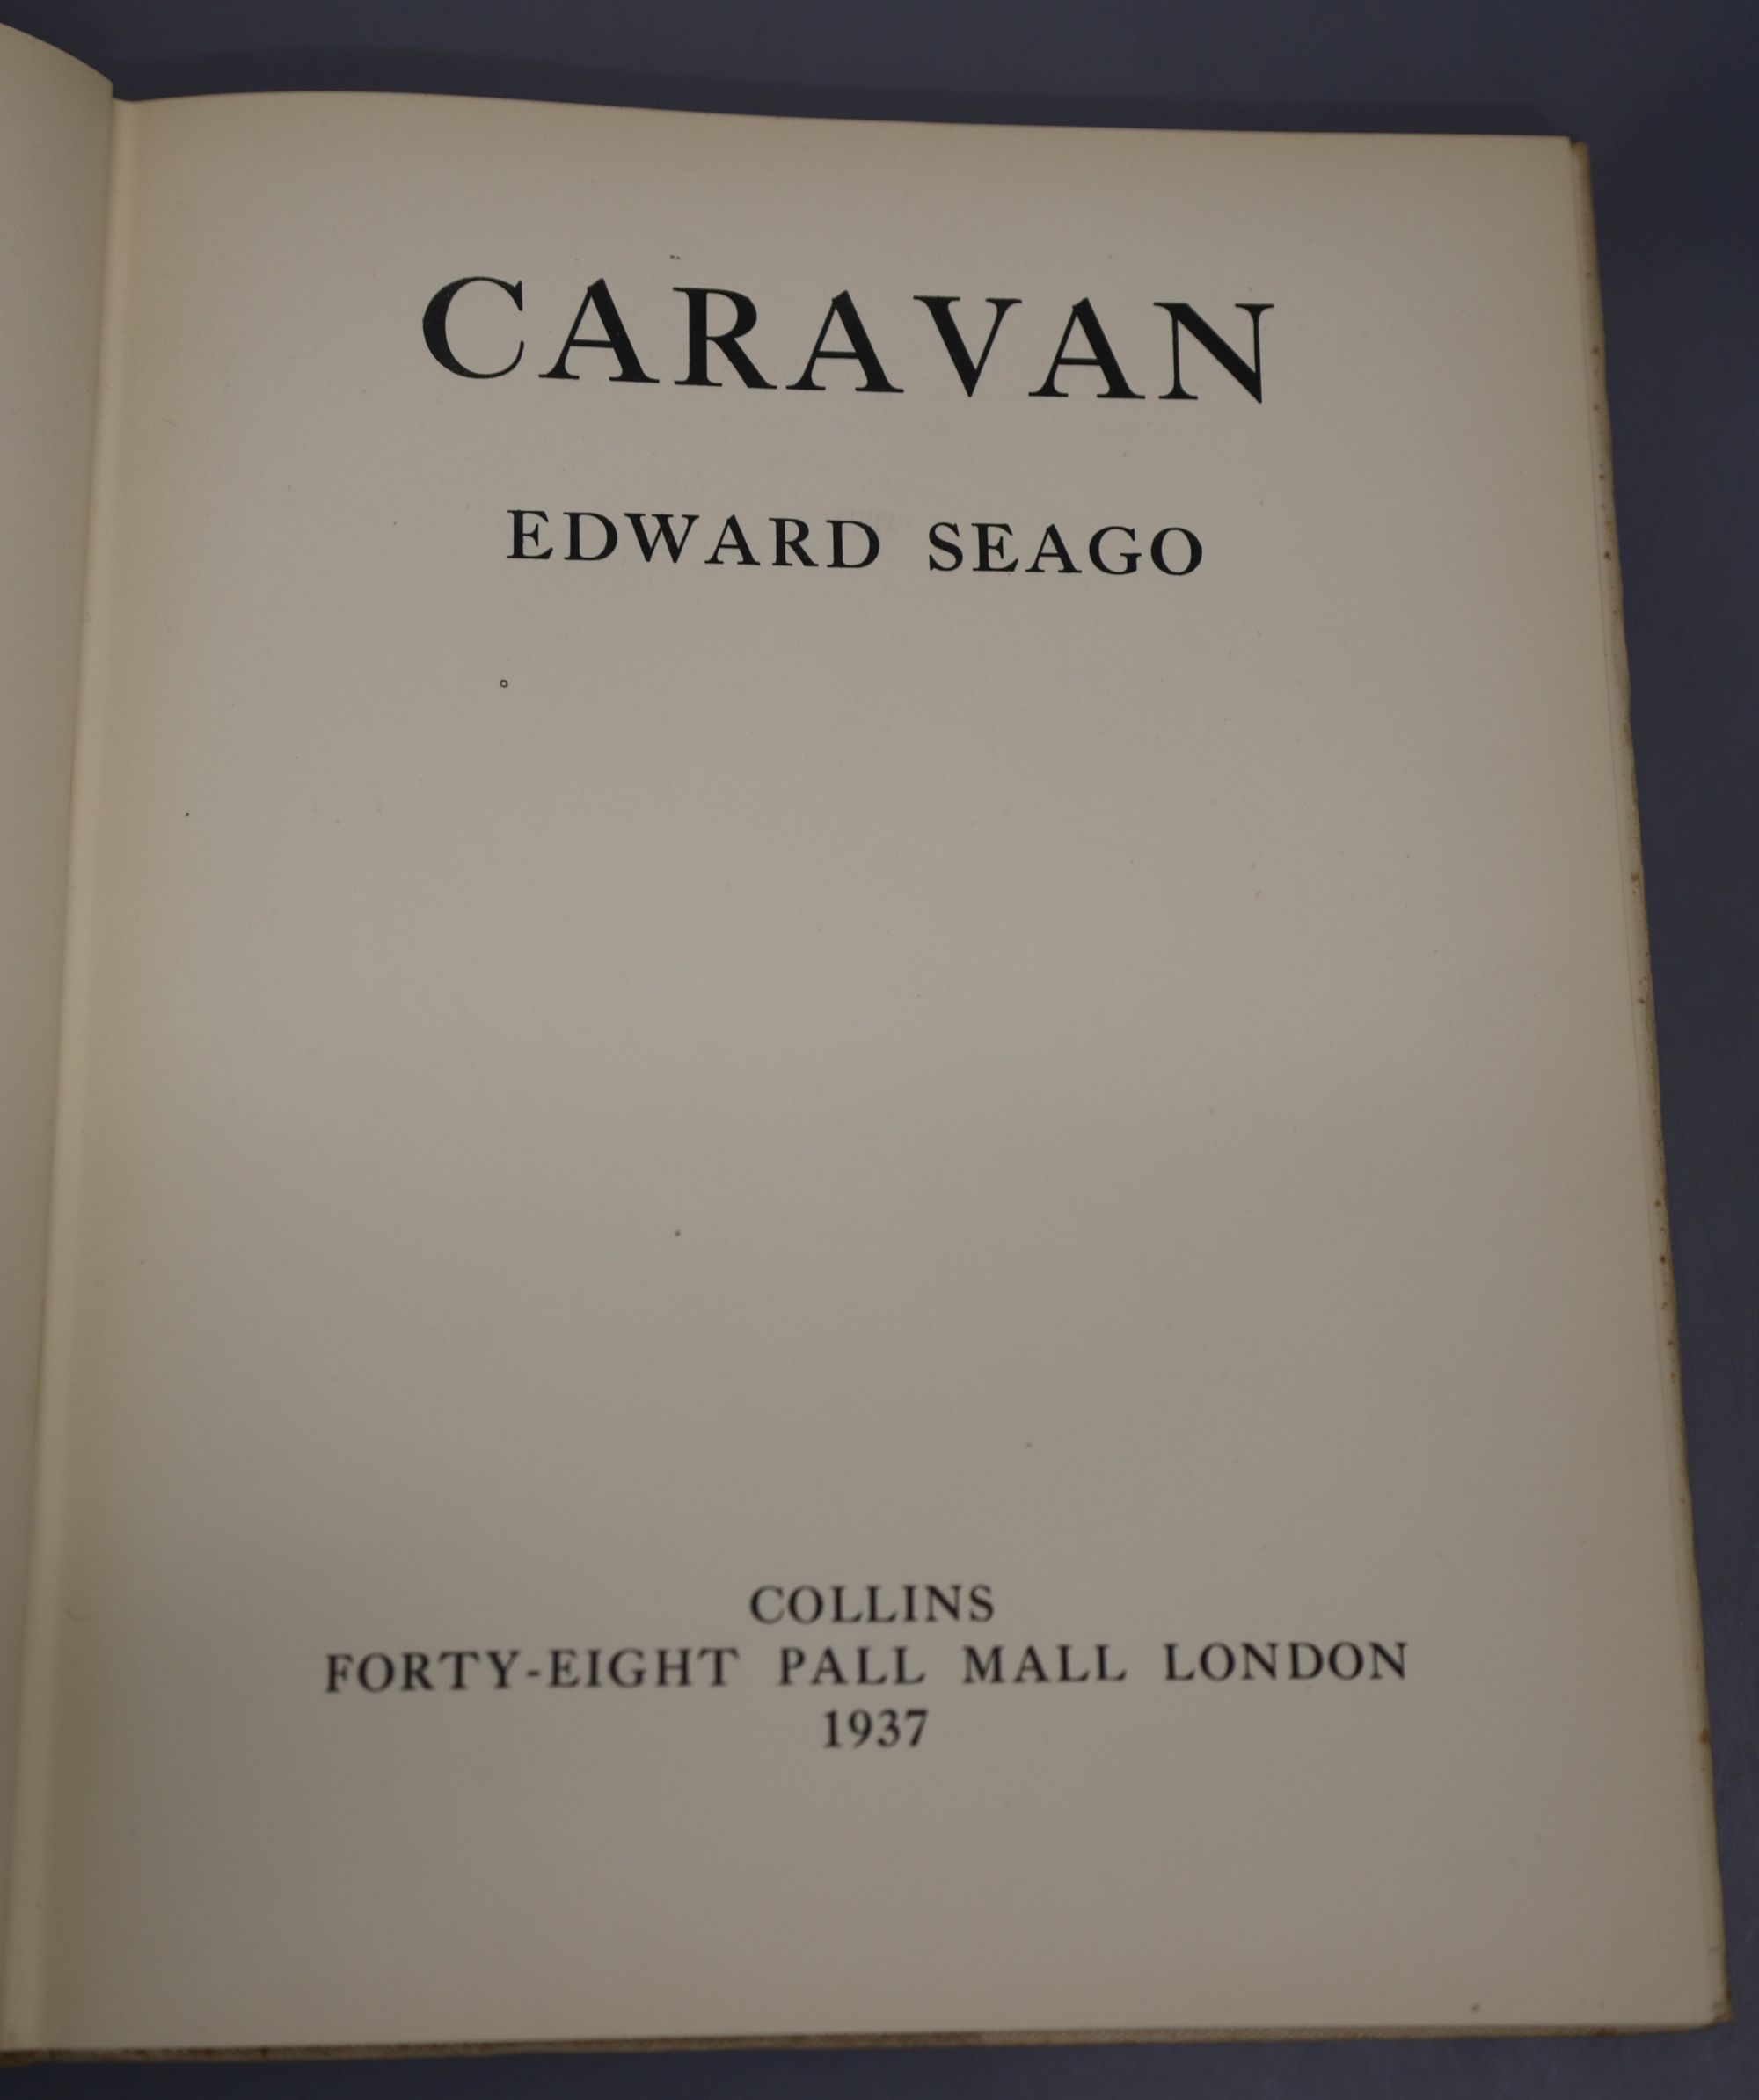 CARAVAN
EDWARD SEAGO
COLLINS
FORTY-EIGHT PALL MALL LONDON
1937